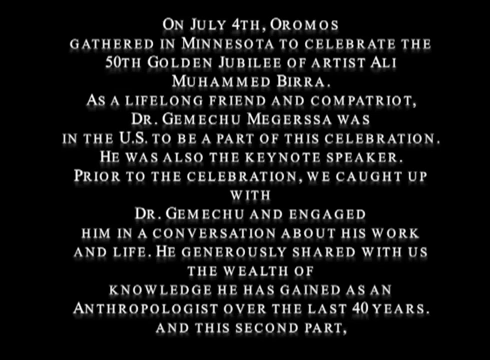 On July 4th, Oromos
gathered in Minnesota to celebrate the
50th Golden Jubilee of artist Ali
Muhammed Birra.
As a lifelong friend and compatriot,
Dr. Gemechu Megerssa was
in the U.S. to be a part of this celebration.
He was also the keynote speaker.
Prior to the celebration, we caught up
with
Dr. Gemechu and engaged
him in a conversation about his work
and life. He generously shared with us
the wealth of
knowledge he has gained as an
Anthropologist over the last 40 years.
and this second part,